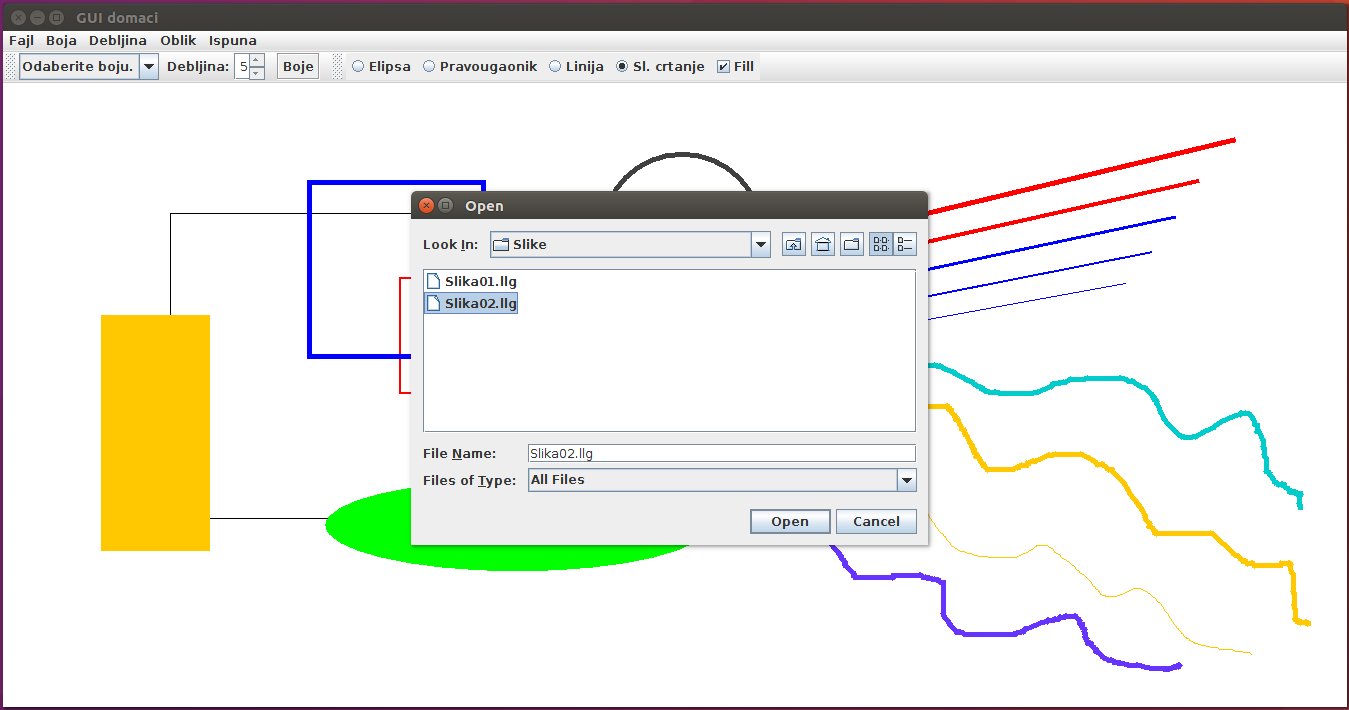 GUI domaci
Fajl Boja Debljina Oblik Ispuna
Odaberite boju. Debljina: 5 Boje Elipsa Pravougaonik Linija Sl. crtanje Fill
Open
Look In: Slike
Slika01.llg
Slika02.llg
File Name: Slika02.llg
Files of Type: All Files
Open Cancel